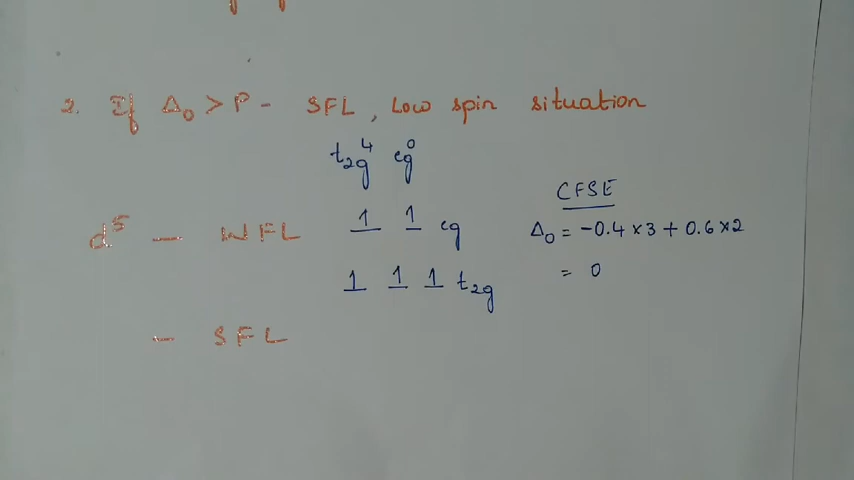 2. If Δ₀ > P - SFL, Low spin situation
t₂g⁴ eg⁰
CFSE
d⁵ - WFL 1 1 eg Δ₀ = -0.4 × 3 + 0.6 × 2
1 1 1 t₂g = 0
- SFL